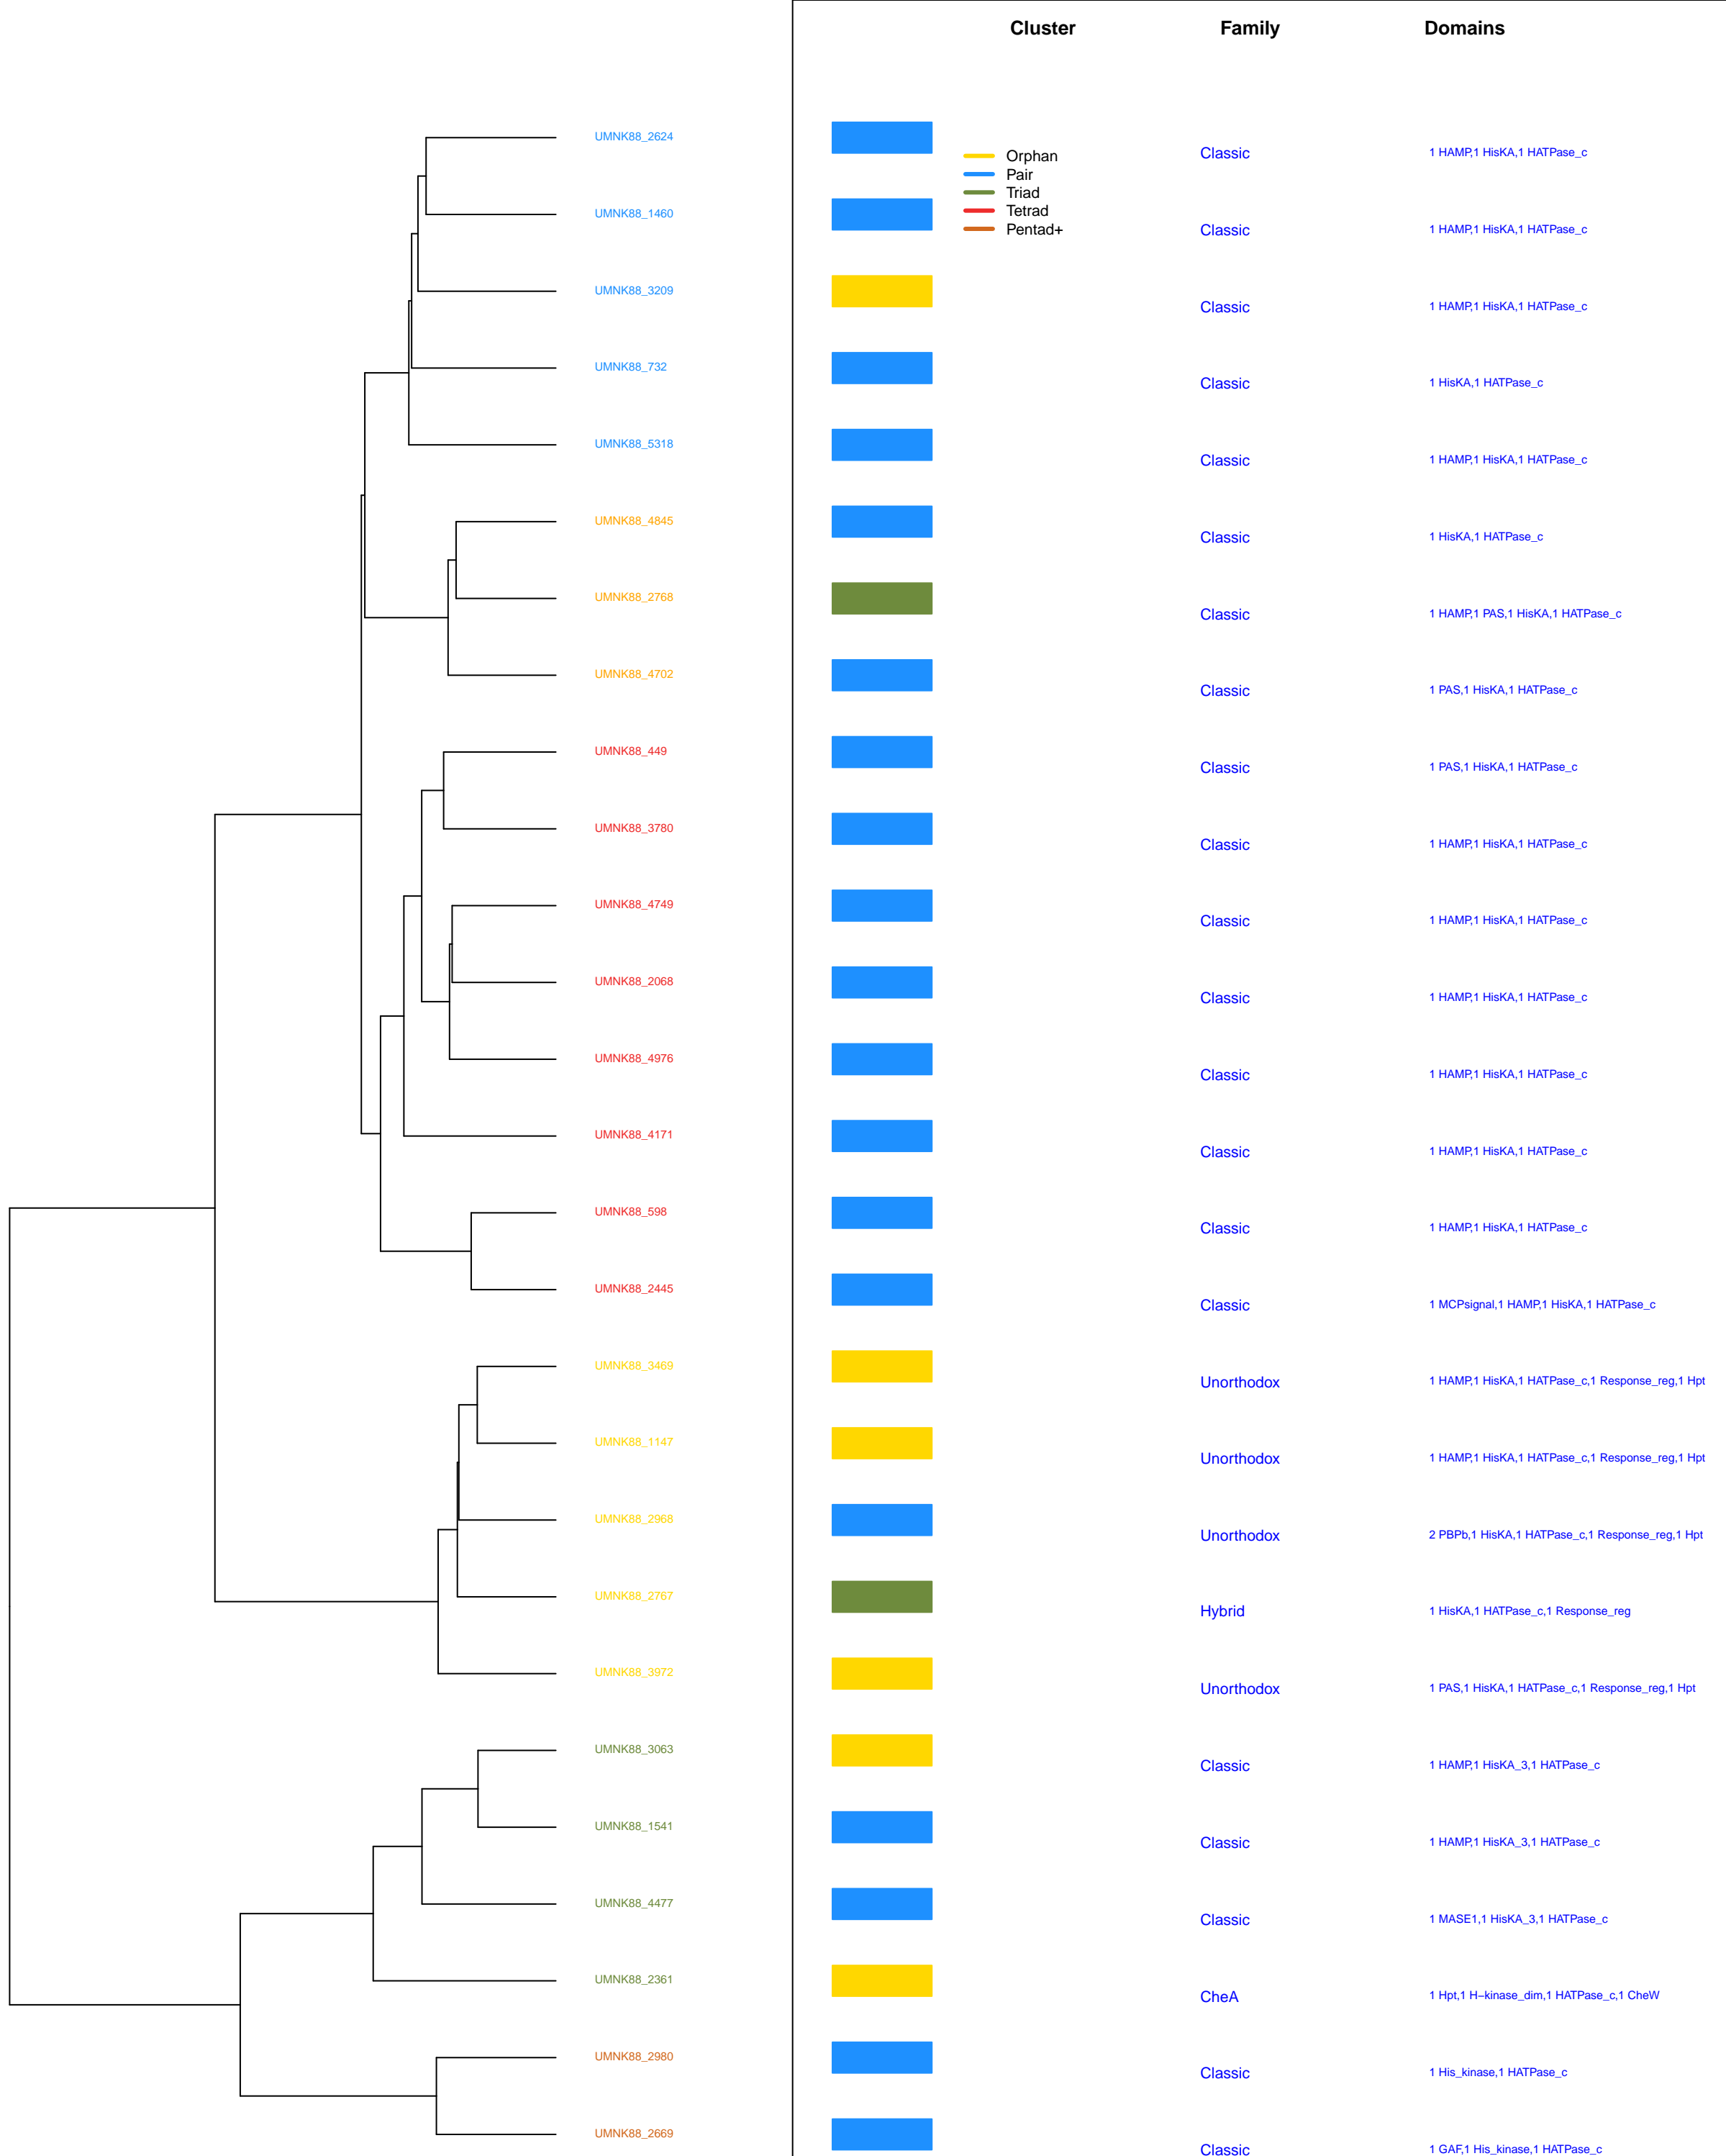 Cluster Family Domains
UMNK88_2624
Orphan
Classic 1 HAMP,1 HisKA,1 HATPase_c
Pair
Triad
UMNK88_1460
Tetrad
Pentad+
Classic 1 HAMP,1 HisKA,1 HATPase_c
UMNK88_3209
Classic 1 HAMP,1 HisKA,1 HATPase_c
UMNK88_732
Classic 1 HisKA,1 HATPase_c
UMNK88_5318
Classic 1 HAMP,1 HisKA,1 HATPase_c
UMNK88_4845
Classic 1 HisKA,1 HATPase_c
UMNK88_2768
Classic 1 HAMP,1 PAS,1 HisKA,1 HATPase_c
UMNK88_4702
Classic 1 PAS,1 HisKA,1 HATPase_c
UMNK88_449
Classic 1 PAS,1 HisKA,1 HATPase_c
UMNK88_3780
Classic 1 HAMP,1 HisKA,1 HATPase_c
UMNK88_4749
Classic 1 HAMP,1 HisKA,1 HATPase_c
UMNK88_2068
Classic 1 HAMP,1 HisKA,1 HATPase_c
UMNK88_4976
Classic 1 HAMP,1 HisKA,1 HATPase_c
UMNK88_4171
Classic 1 HAMP,1 HisKA,1 HATPase_c
UMNK88_598
Classic 1 HAMP,1 HisKA,1 HATPase_c
UMNK88_2445
Classic 1 MCPsignal,1 HAMP,1 HisKA,1 HATPase_c
UMNK88_3469
Unorthodox 1 HAMP,1 HisKA,1 HATPase_c,1 Response_reg,1 Hpt
UMNK88_1147
Unorthodox 1 HAMP,1 HisKA,1 HATPase_c,1 Response_reg,1 Hpt
UMNK88_2968
Unorthodox 2 PBPb,1 HisKA,1 HATPase_c,1 Response_reg,1 Hpt
UMNK88_2767
Hybrid 1 HisKA,1 HATPase_c,1 Response_reg
UMNK88_3972
Unorthodox 1 PAS,1 HisKA,1 HATPase_c,1 Response_reg,1 Hpt
UMNK88_3063
Classic 1 HAMP,1 HisKA_3,1 HATPase_c
UMNK88_1541
Classic 1 HAMP,1 HisKA_3,1 HATPase_c
UMNK88_4477
Classic 1 MASE1,1 HisKA_3,1 HATPase_c
UMNK88_2361
CheA 1 Hpt,1 H−kinase_dim,1 HATPase_c,1 CheW
UMNK88_2980
Classic 1 His_kinase,1 HATPase_c
UMNK88_2669
Classic 1 GAF,1 His_kinase,1 HATPase_c